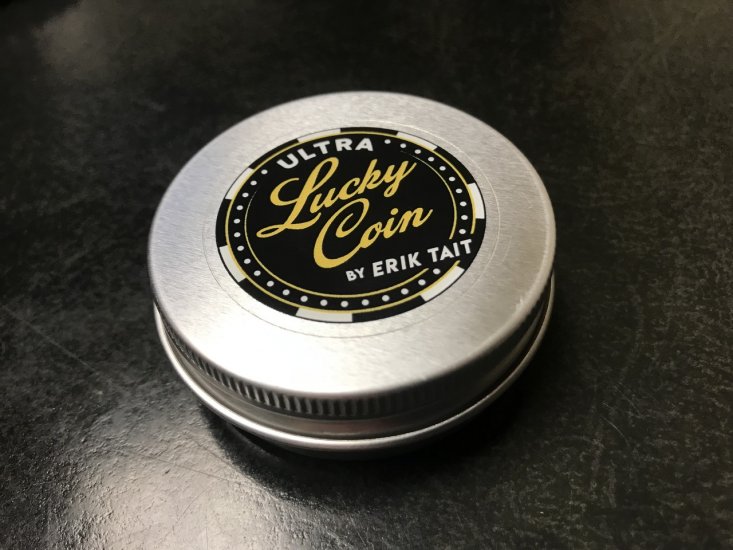 ULTRA
Lucky
Coin
BY ERIK TAIT